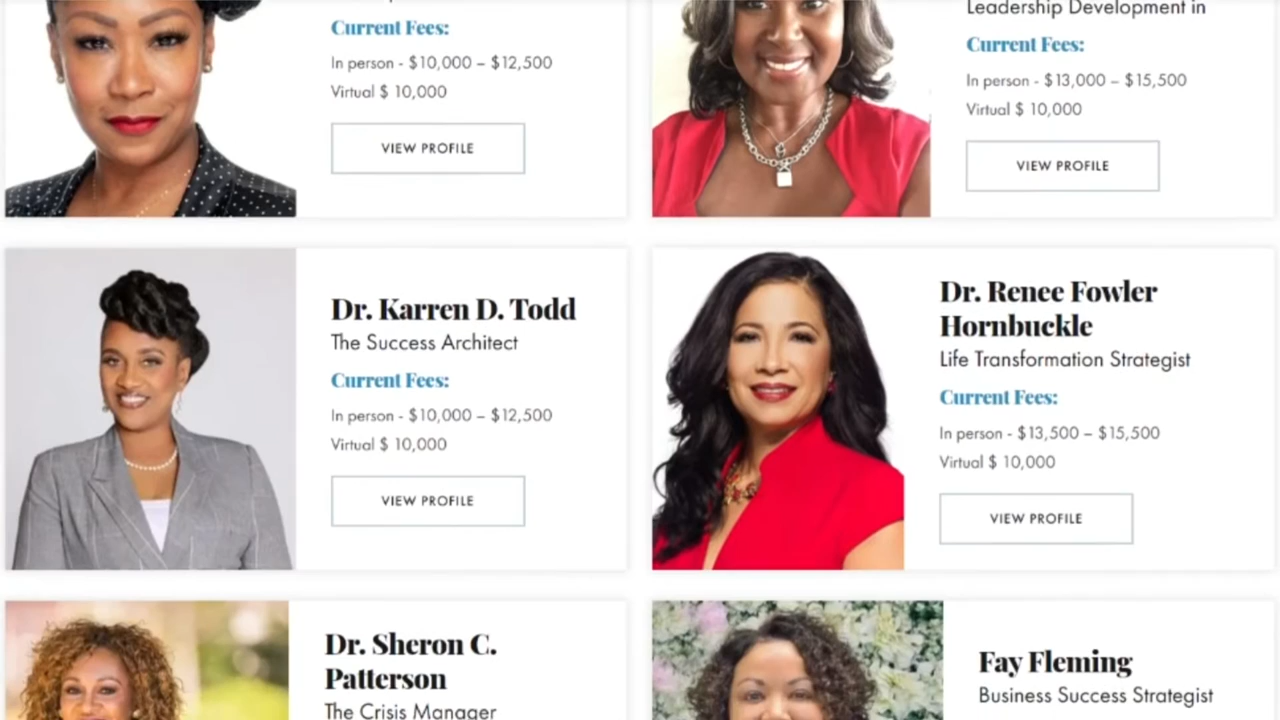 Current Fees:
In person - $10,000 – $12,500
Virtual $ 10,000
VIEW PROFILE
Leadership Development in
Current Fees:
In person - $13,000 – $15,500
Virtual $ 10,000
VIEW PROFILE
Dr. Karren D. Todd
The Success Architect
Current Fees:
In person - $10,000 – $12,500
Virtual $ 10,000
VIEW PROFILE
Dr. Renee Fowler
Hornbuckle
Life Transformation Strategist
Current Fees:
In person - $13,500 – $15,500
Virtual $ 10,000
VIEW PROFILE
Dr. Sheron C.
Patterson
The Crisis Manager
Fay Fleming
Business Success Strategist